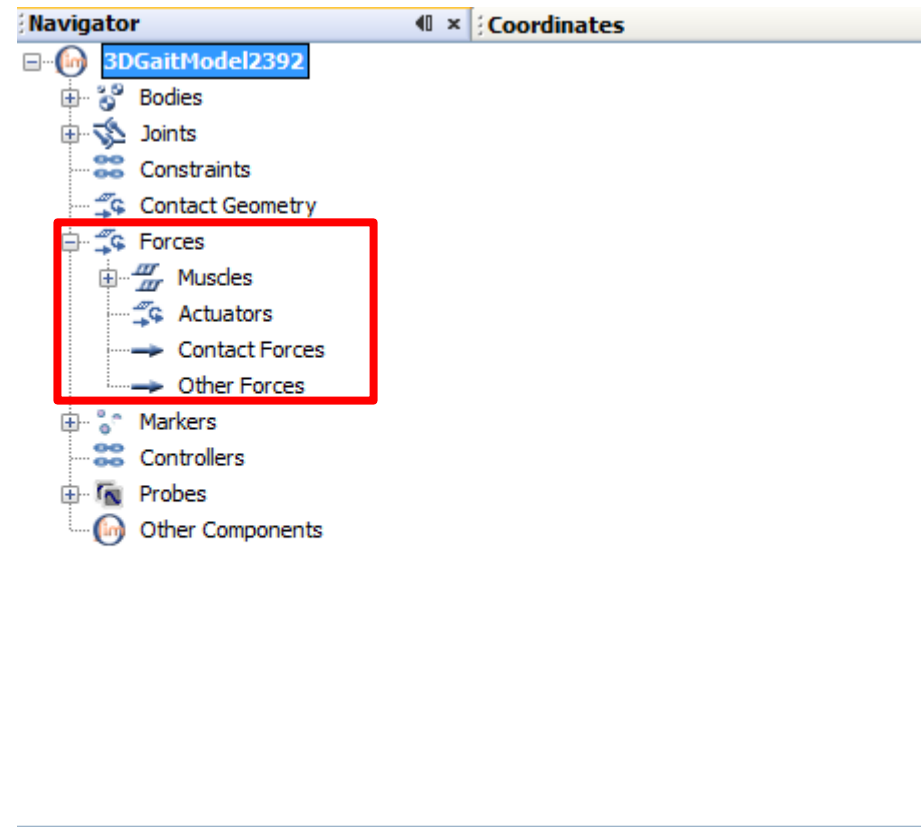 Navigator
Coordinates
3DGaitModel2392
Bodies
Joints
Constraints
Contact Geometry
Forces
Muscles
Actuators
Contact Forces
Other Forces
Markers
Controllers
Probes
Other Components